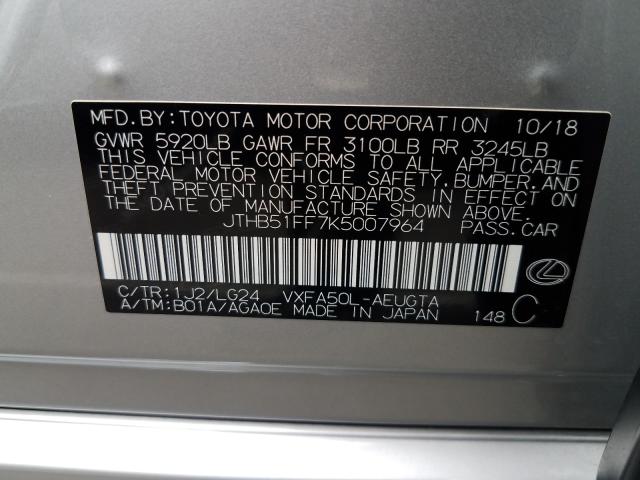 MFD.BY:TOYOTA MOTOR CORPORATION 10/18
GVWR 5920LB GAWR FR 3100LB RR 3245LB
THIS VEHICLE CONFORMS TO ALL APPLICABLE
FEDERAL MOTOR VEHICLE SAFETY,BUMPER,AND
THEFT PREVENTION STANDARDS IN EFFECT ON
THE DATE OF MANUFACTURE SHOWN ABOVE.
JTHB51FF7K5007964 PASS.CAR
C/TR:1J2/LG24 VXFA50L-AEUGTA
A/TM:B01A/AGA0E MADE IN JAPAN 148 C